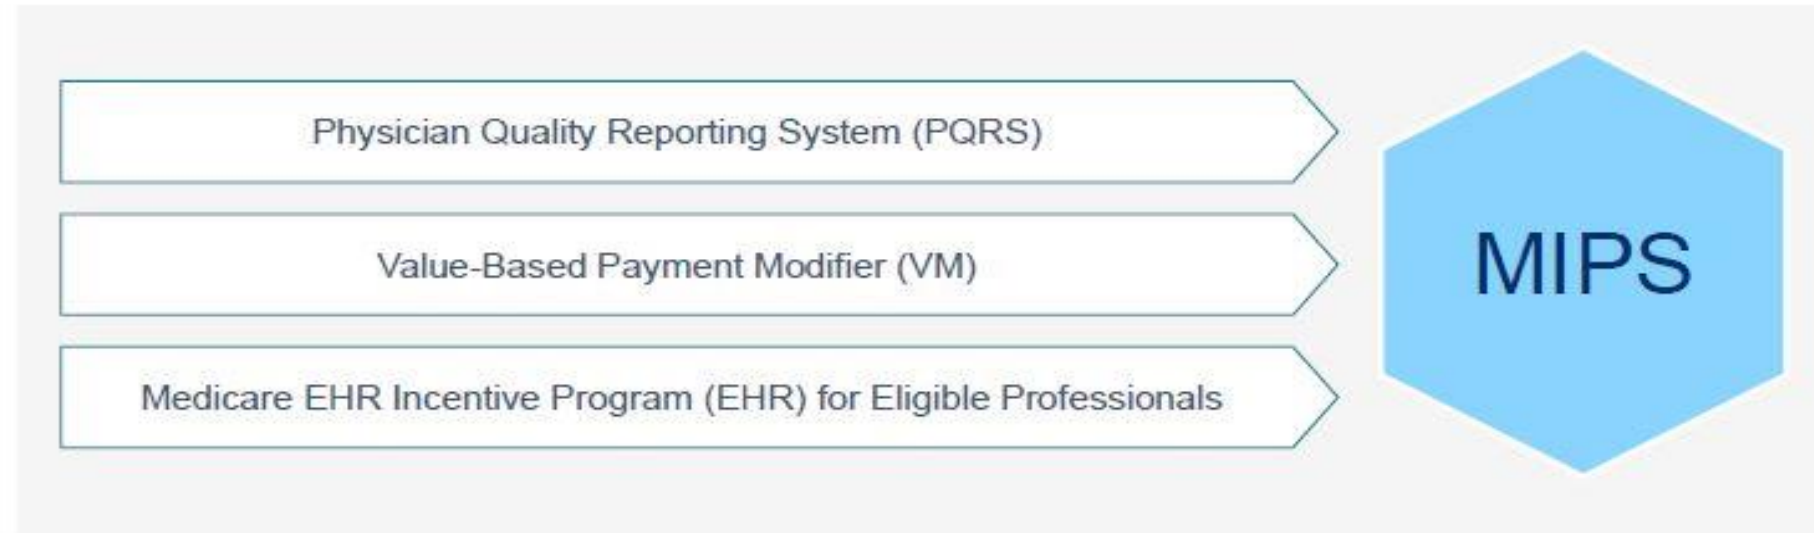 Physician Quality Reporting System (PQRS)
Value-Based Payment Modifier (VM)
Medicare EHR Incentive Program (EHR) for Eligible Professionals
MIPS